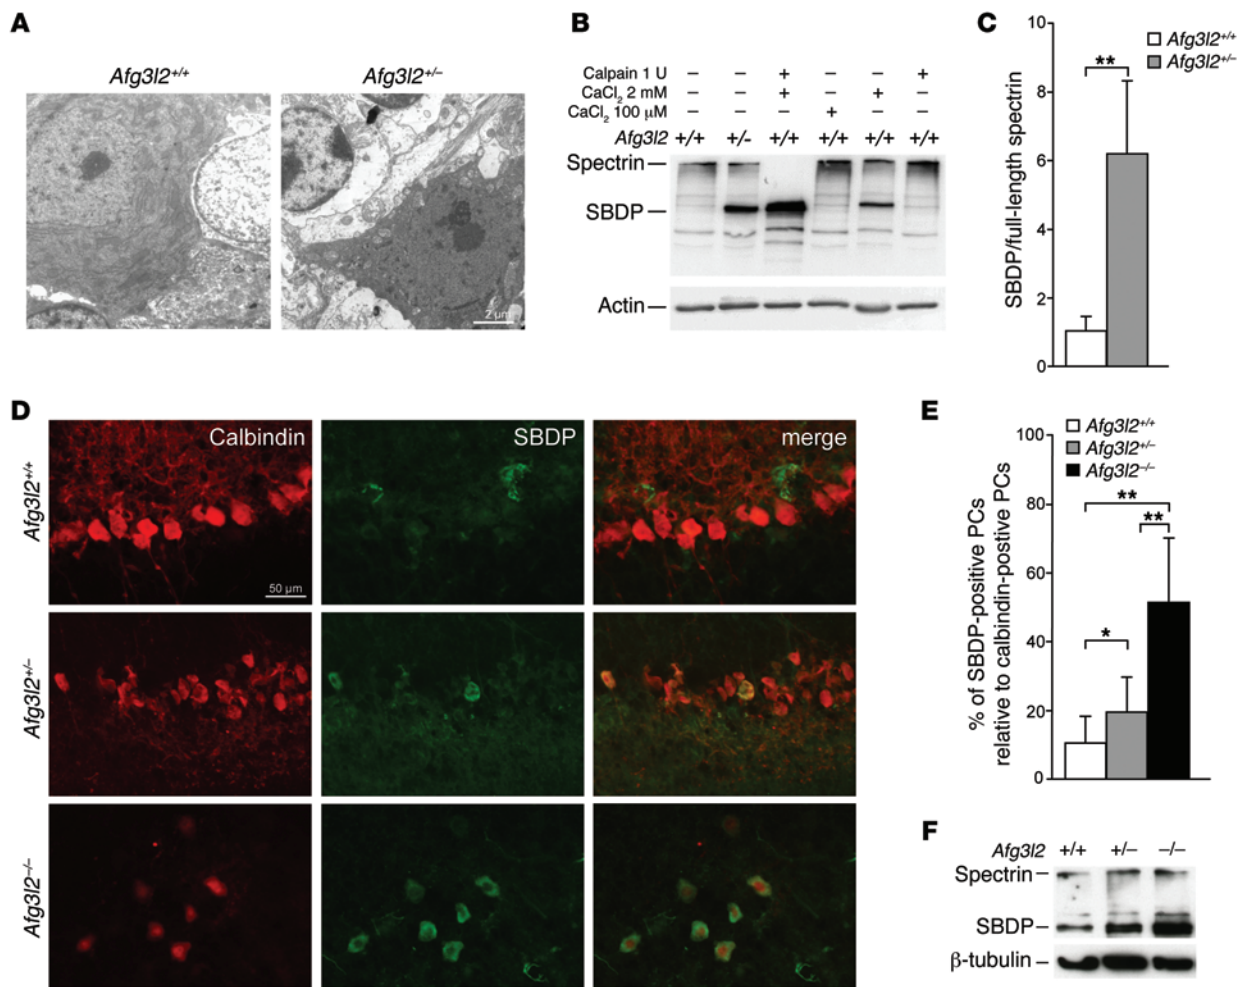 A
Afg3l2+/+
Afg3l2+/–
2 µm
B
Calpain 1 U – – + – – +
CaCl2 2 mM – – + – + –
CaCl2 100 µM – – – + – –
Afg3l2 +/+ +/- +/+ +/+ +/+ +/+
Spectrin
SBDP
Actin
C
SBDP/full-length spectrin
10
8
6
4
2
0
**
Afg3l2+/+
Afg3l2+/–
D
Calbindin
SBDP
merge
Afg3l2+/+
50 µm
Afg3l2+/–
Afg3l2–/–
E
% of SBDP-positive PCs
relative to calbindin-postive PCs
100
80
60
40
20
0
Afg3l2+/+
Afg3l2+/–
Afg3l2–/–
**
**
*
F
Afg3l2 +/+ +/– –/–
Spectrin
SBDP
β-tubulin